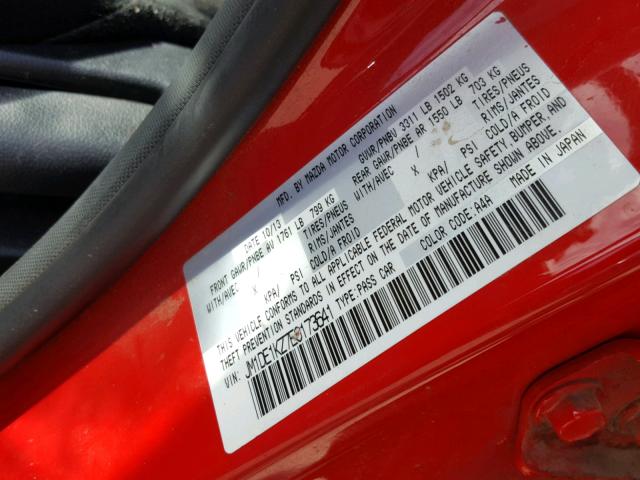 MFD. BY MAZDA MOTOR CORPORATION
DATE 10/13 GVWR/PNBV 3311 LB 1502 KG
FRONT GAWR/PNBE AV 1761 LB 799 KG REAR GAWR/PNBE AR 1550 LB 703 KG
WITH/AVEC / TIRES/PNEUS WITH/AVEC / TIRES/PNEUS
X RIMS/JANTES X RIMS/JANTES
KPA/ PSI COLD/A FROID KPA/ PSI COLD/A FROID
THIS VEHICLE CONFORMS TO ALL APPLICABLE FEDERAL MOTOR VEHICLE SAFETY, BUMPER, AND
THEFT PREVENTION STANDARDS IN EFFECT ON THE DATE OF MANUFACTURE SHOWN ABOVE.
VIN: TYPE:PASS CAR COLOR CODE:A4A MADE IN JAPAN